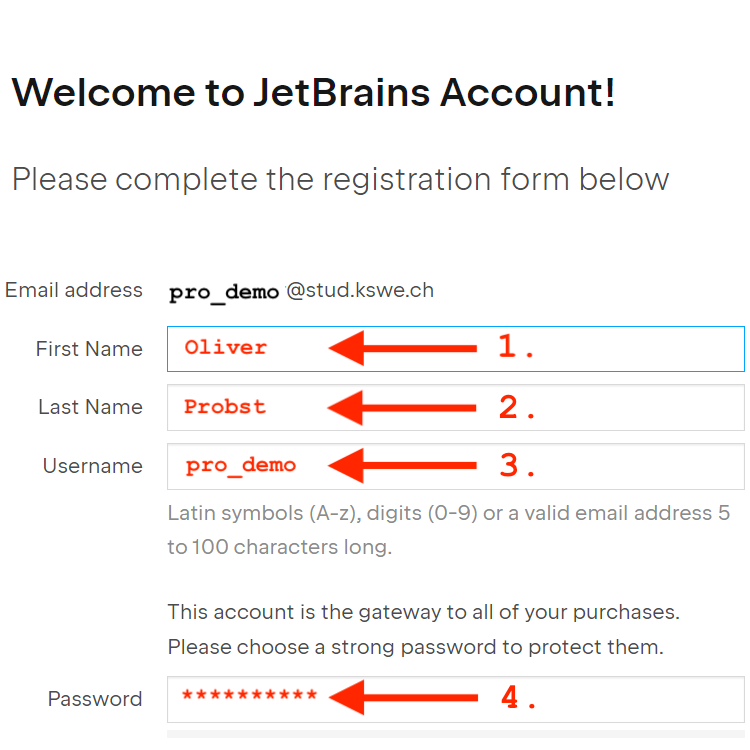 Welcome to JetBrains Account!
Please complete the registration form below
Email address pro_demo @stud.kswe.ch
First Name Oliver 1.
Last Name Probst 2.
Username pro_demo 3.
Latin symbols (A-z), digits (0-9) or a valid email address 5
to 100 characters long.
This account is the gateway to all of your purchases.
Please choose a strong password to protect them.
Password ********** 4.